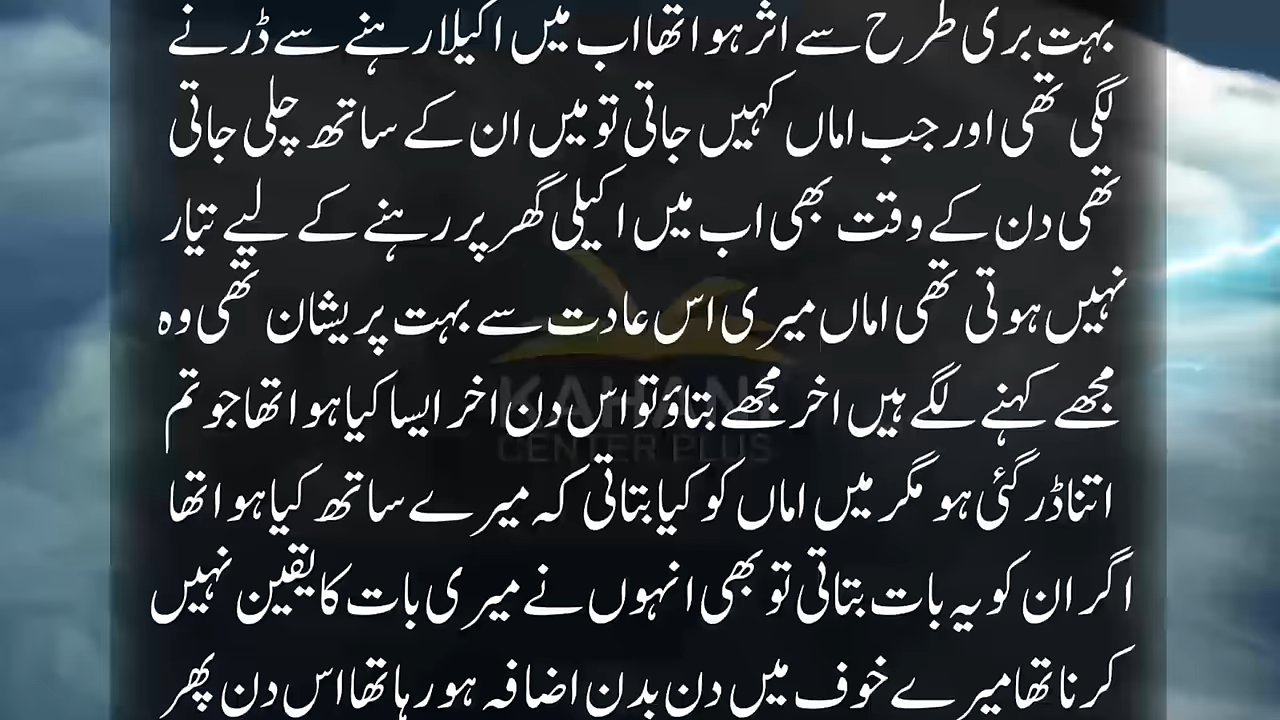 بہت بری طرح سے اثر ہوا تھا اب میں اکیلا رہنے سے ڈرنے
لگی تھی اور جب اماں کہیں جاتی تو میں ان کے ساتھ چلی جاتی
تھی دن کے وقت بھی اب میں اکیلی گھر پر رہنے کے لیے تیار
نہیں ہوتی تھی اماں میری اس عادت سے بہت پریشان تھی وہ
مجھے کہنے لگے ہیں اخر مجھے بتاؤ تو اس دن اخر ایسا کیا ہوا تھا جو تم
اتنا ڈر گئی ہو مگر میں اماں کو کیا بتاتی کہ میرے ساتھ کیا ہوا تھا
اگر ان کو یہ بات بتاتی تو بھی انہوں نے میری بات کا یقین نہیں
کرنا تھا میرے خوف میں دن بدن اضافہ ہو رہا تھا اس دن پھر
KAHANI
CENTER PLUS